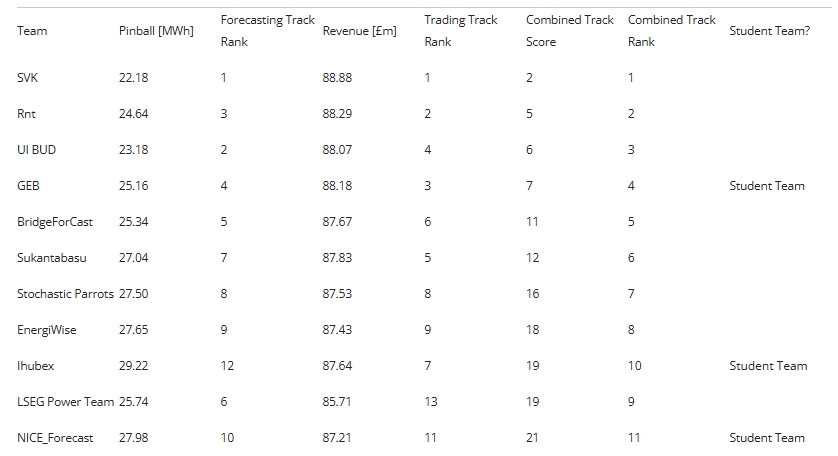 Team Pinball [MWh] Forecasting Track Rank Revenue [£m] Trading Track Rank Combined Track Score Combined Track Rank Student Team?
SVK 22.18 1 88.88 1 2 1
Rnt 24.64 3 88.29 2 5 2
UI BUD 23.18 2 88.07 4 6 3
GEB 25.16 4 88.18 3 7 4 Student Team
BridgeForCast 25.34 5 87.67 6 11 5
Sukantabasu 27.04 7 87.83 5 12 6
Stochastic Parrots 27.50 8 87.53 8 16 7
EnergiWise 27.65 9 87.43 9 18 8
Ihubex 29.22 12 87.64 7 19 10 Student Team
LSEG Power Team 25.74 6 85.71 13 19 9
NICE_Forecast 27.98 10 87.21 11 21 11 Student Team